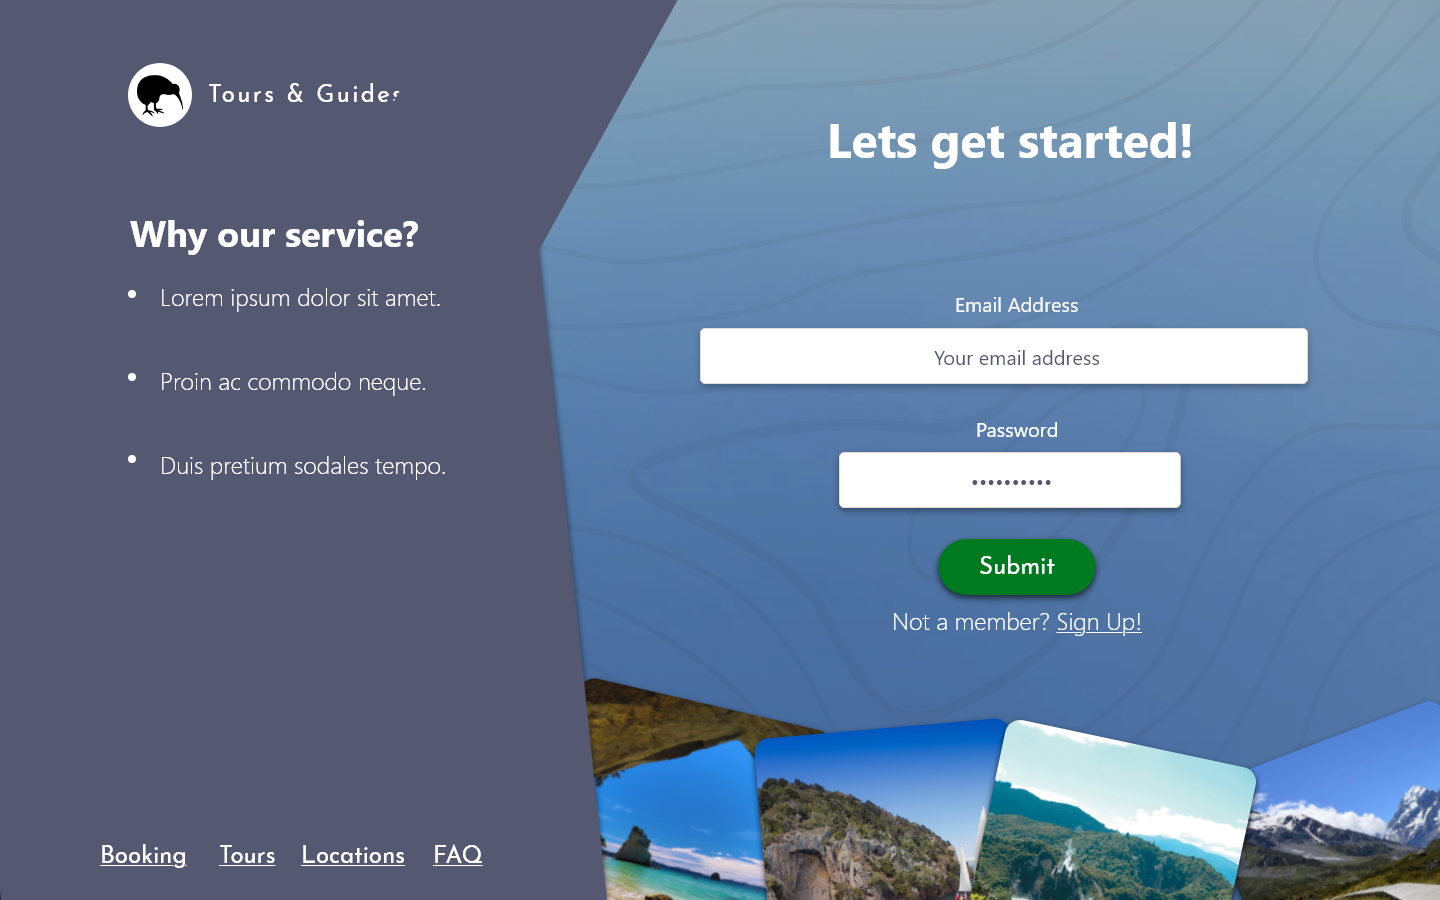 Tours & Guides
Why our service?
• Lorem ipsum dolor sit amet.
• Proin ac commodo neque.
• Duis pretium sodales tempo.
Booking Tours Locations FAQ
Lets get started!
Email Address
Your email address
Password
••••••••••
Submit
Not a member? Sign Up!